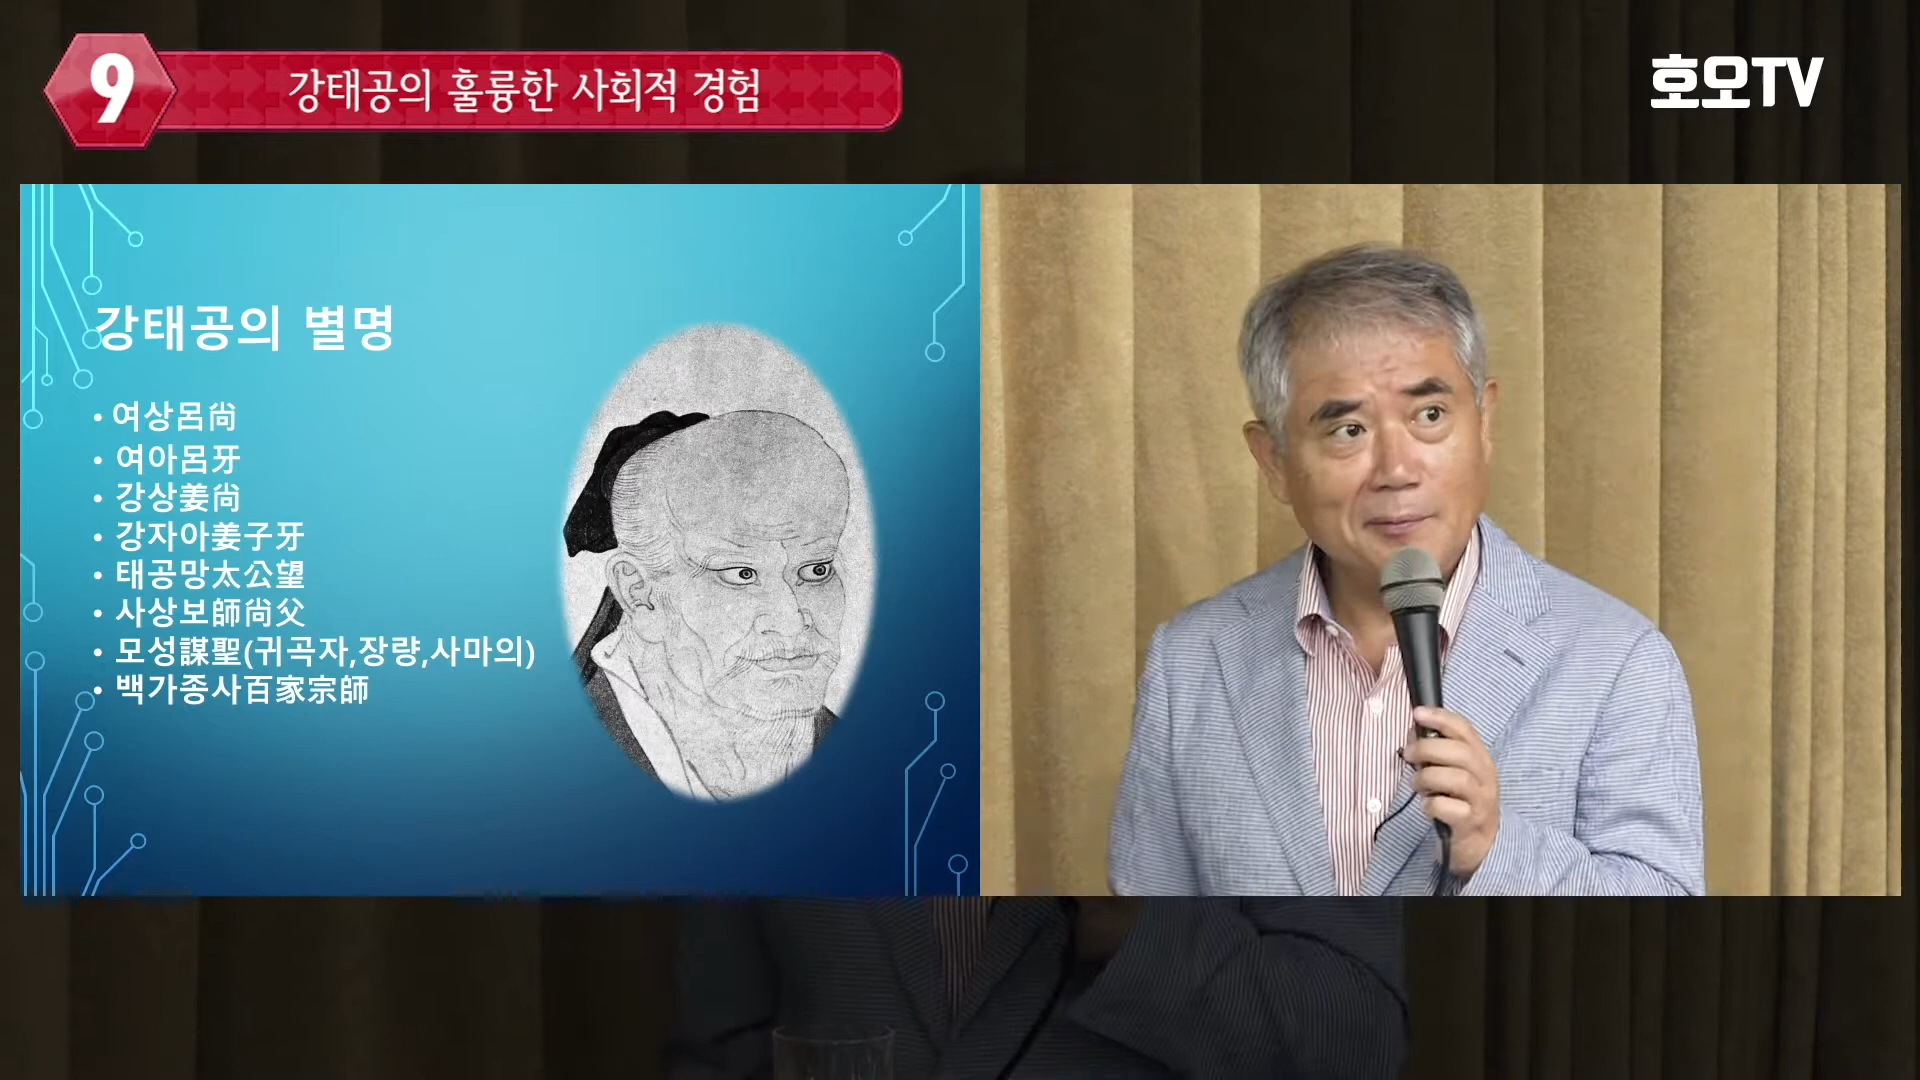 9
강태공의 훌륭한 사회적 경험
호오TV
강태공의 별명
• 여상呂尙
• 여아呂牙
• 강상姜尙
• 강자아姜子牙
• 태공망太公望
• 사상보師尙父
• 모성謀聖(귀곡자,장량,사마의)
• 백가종사百家宗師